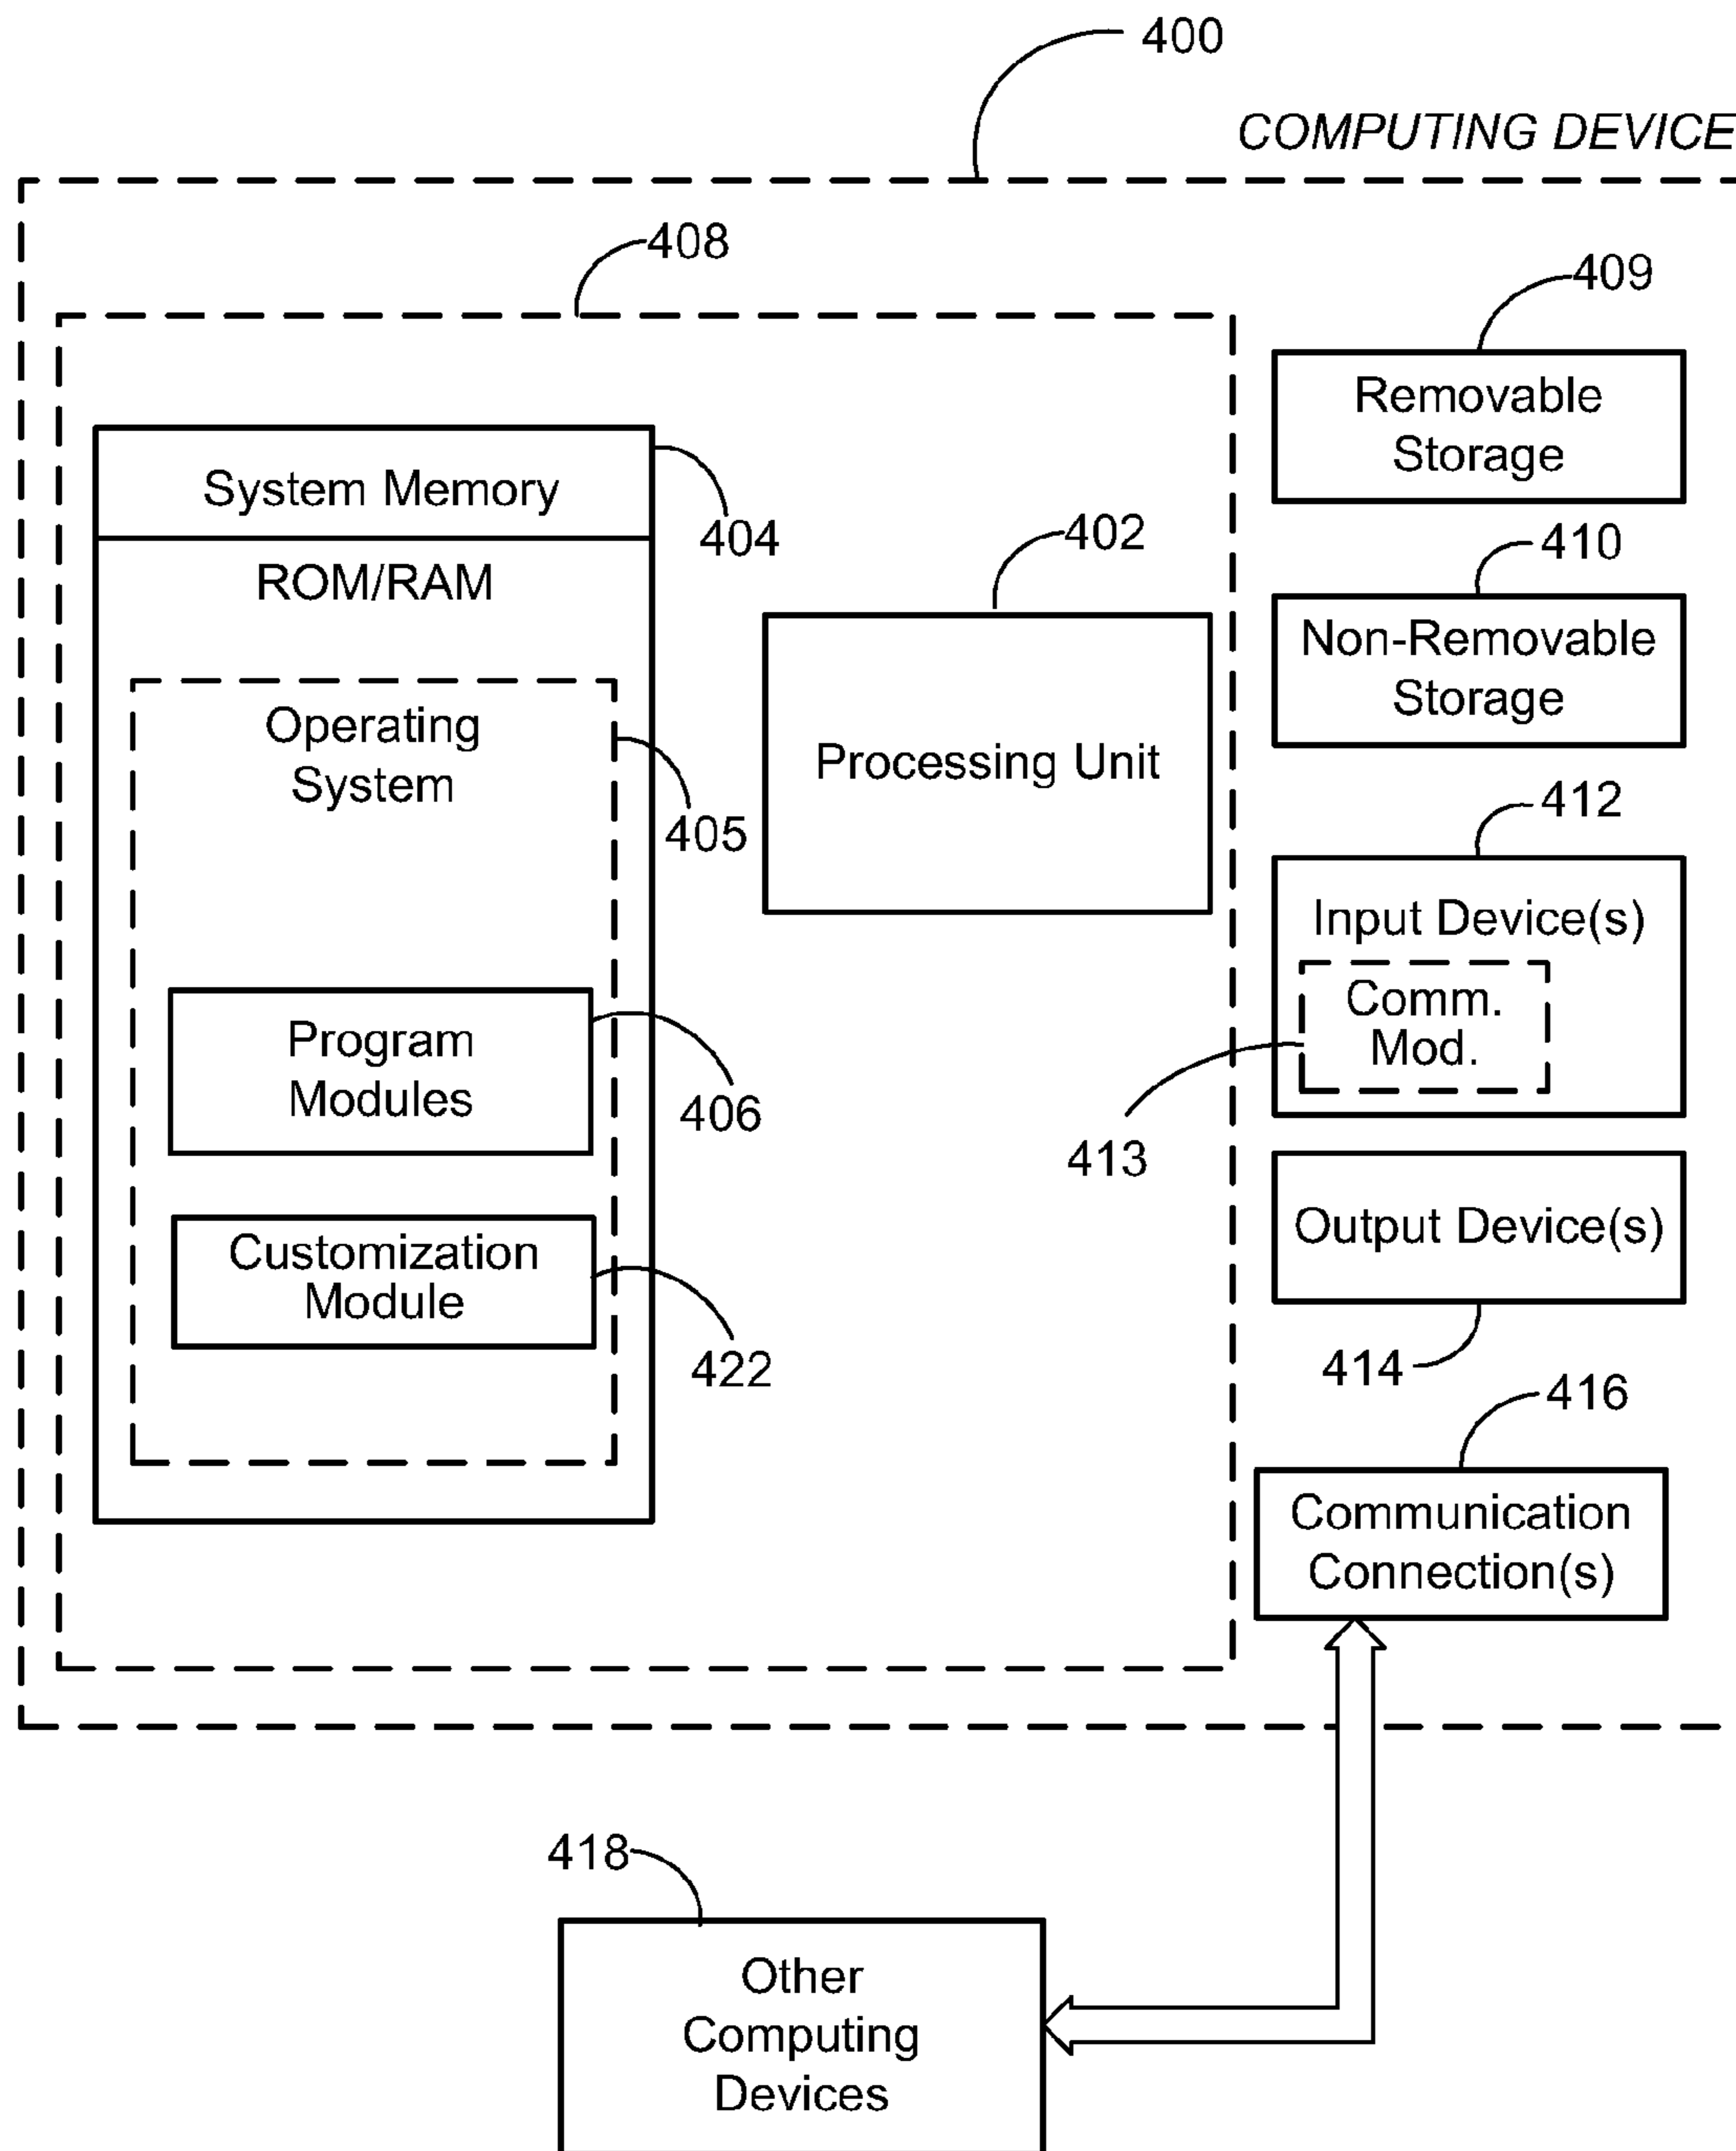 400
COMPUTING DEVICE
408
409
Removable
Storage
System Memory
404
402
410
ROM/RAM
Non-Removable
Storage
Operating
System
405
Processing Unit
412
Input Device(s)
Comm.
Mod.
413
Program
Modules
406
Output Device(s)
414
Customization
Module
422
416
Communication
Connection(s)
418
Other
Computing
Devices